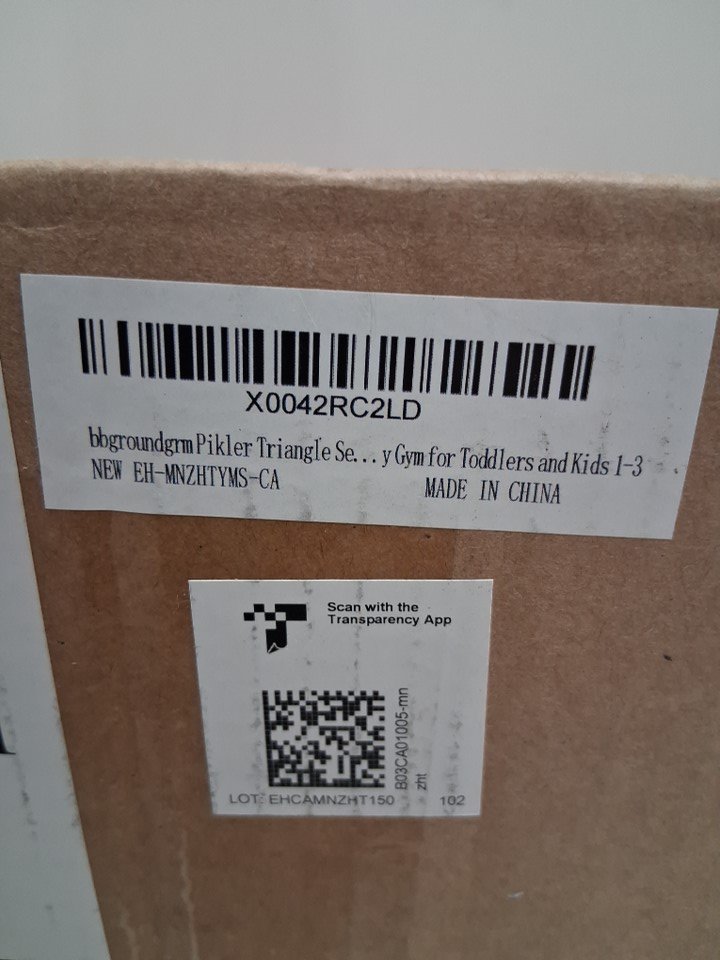 X0042RC2LD
bbgroundgrm Pikler Triangle Se...y Gym for Toddlers and Kids 1-3
NEW EH-MNZHTYMS-CA
MADE IN CHINA
Scan with the
Transparency App
B03CA01005-mn
zht
LOT: EHCAMNZHT150
102